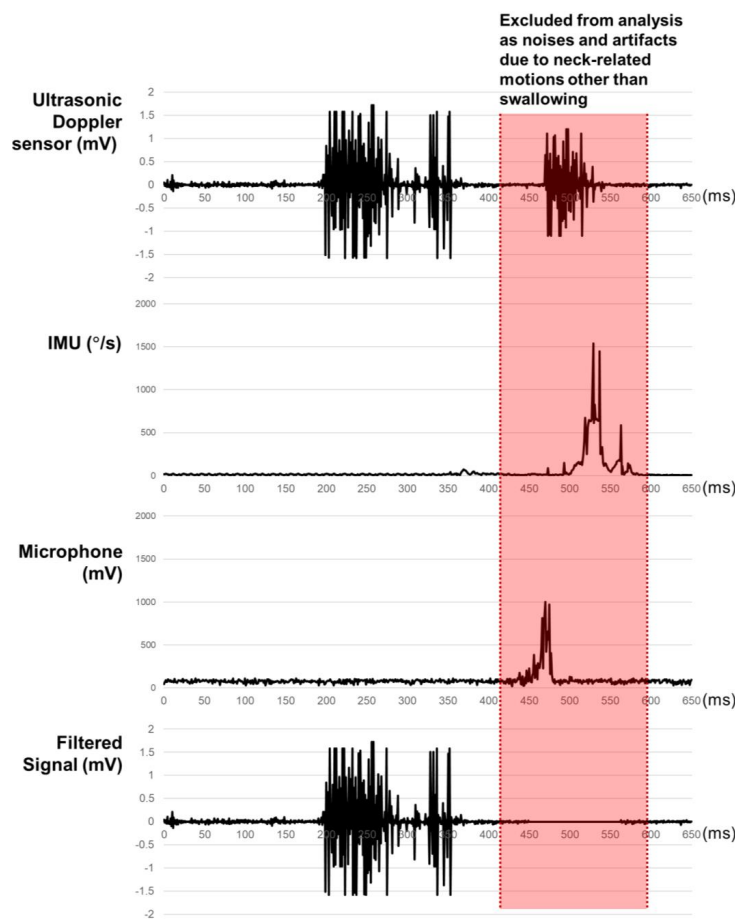 Excluded from analysis
as noises and artifacts
due to neck-related
motions other than
swallowing
Ultrasonic
Doppler
sensor (mV)
2
1.5
1
0.5
0
-0.5
-1
-1.5
-2
0 50 100 150 200 250 300 350 400 450 500 550 600 650 (ms)
IMU (°/s)
2000
1500
1000
500
0
0 50 100 150 200 250 300 350 400 450 500 550 600 650 (ms)
Microphone
(mV)
2000
1500
1000
500
0
0 50 100 150 200 250 300 350 400 450 500 550 600 650 (ms)
Filtered
Signal (mV)
2
1.5
1
0.5
0
-0.5
-1
-1.5
-2
0 50 100 150 200 250 300 350 400 450 500 550 600 650 (ms)